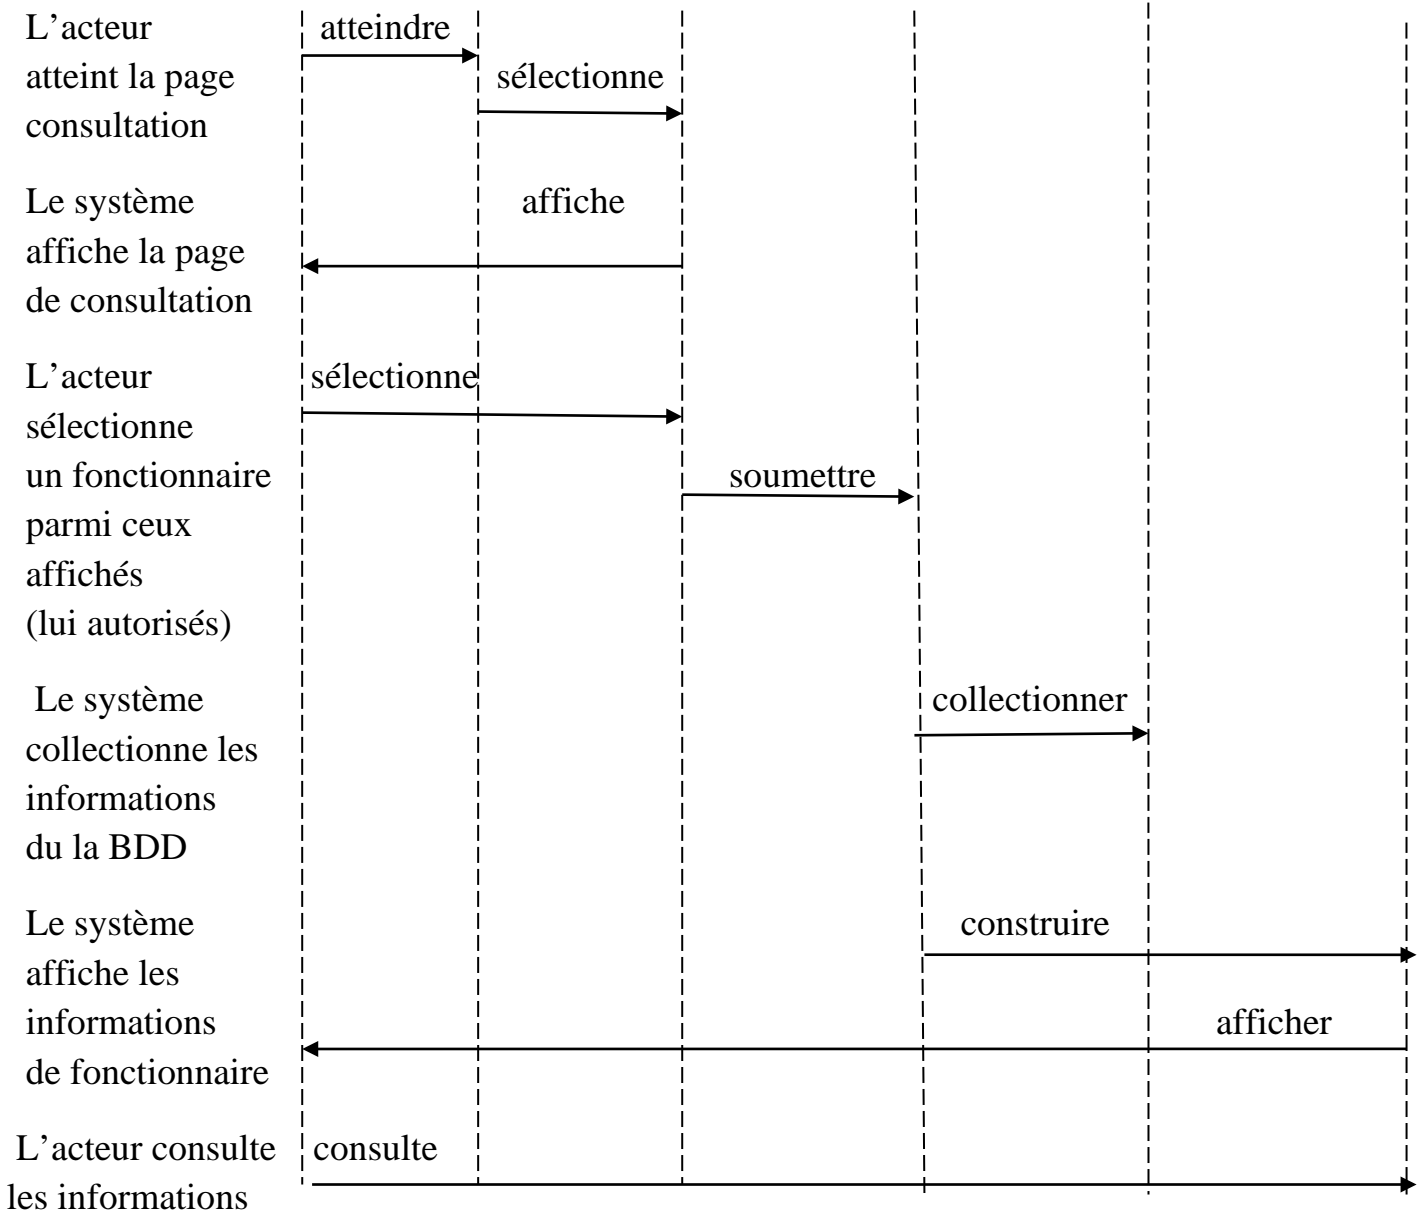 L’acteur
atteindre
atteint la page
sélectionne
consultation
Le système
affiche
affiche la page
de consultation
L’acteur
sélectionne
sélectionne
un fonctionnaire
soumettre
parmi ceux
affichés
(lui autorisés)
Le système
collectionner
collectionne les
informations
du la BDD
Le système
construire
affiche les
informations
afficher
de fonctionnaire
L’acteur consulte
consulte
les informations